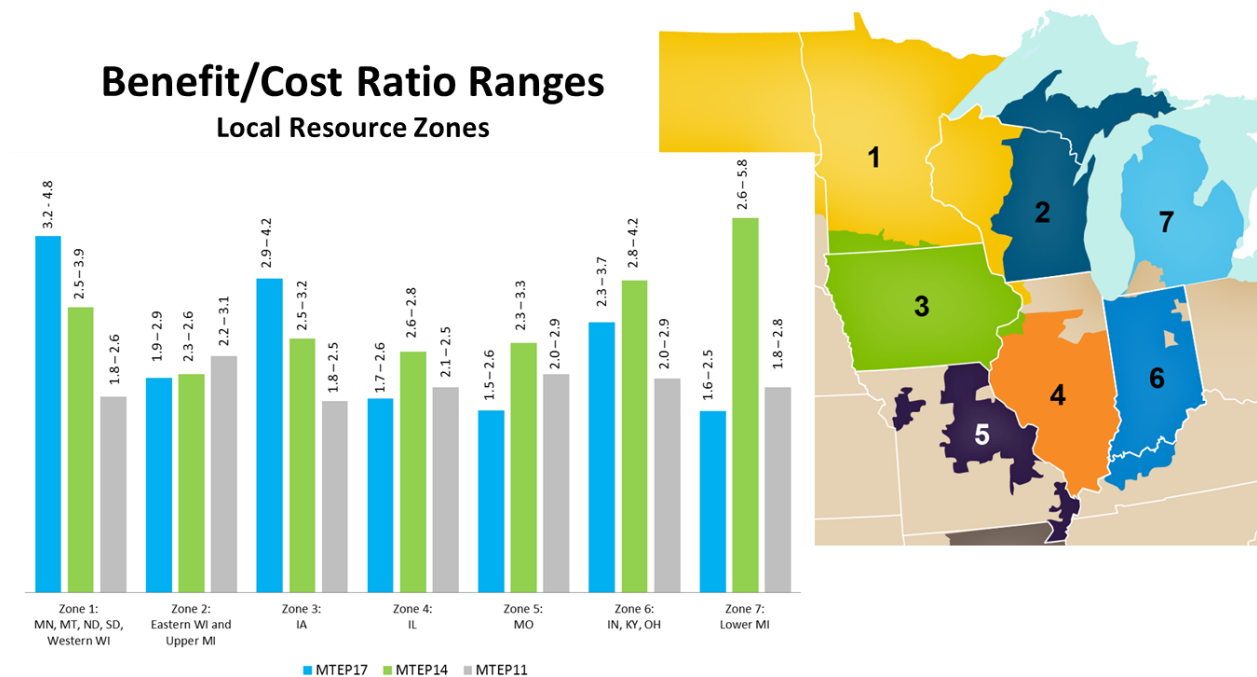 Benefit/Cost Ratio Ranges
Local Resource Zones
3.2 - 4.8
2.5 – 3.9
1.8 – 2.6
1.9 – 2.9
2.3 – 2.6
2.2 – 3.1
2.9 – 4.2
2.5 – 3.2
1.8 – 2.5
1.7 – 2.6
2.6 – 2.8
2.1 – 2.5
1.5 – 2.6
2.3 – 3.3
2.0 – 2.9
2.3 – 3.7
2.8 – 4.2
2.0 – 2.9
1.6 – 2.5
2.6 – 5.8
1.8 – 2.8
Zone 1:
MN, MT, ND, SD,
Western WI
Zone 2:
Eastern WI and
Upper MI
Zone 3:
IA
Zone 4:
IL
Zone 5:
MO
Zone 6:
IN, KY, OH
Zone 7:
Lower MI
MTEP17 MTEP14 MTEP11
1
2
7
3
4
6
5